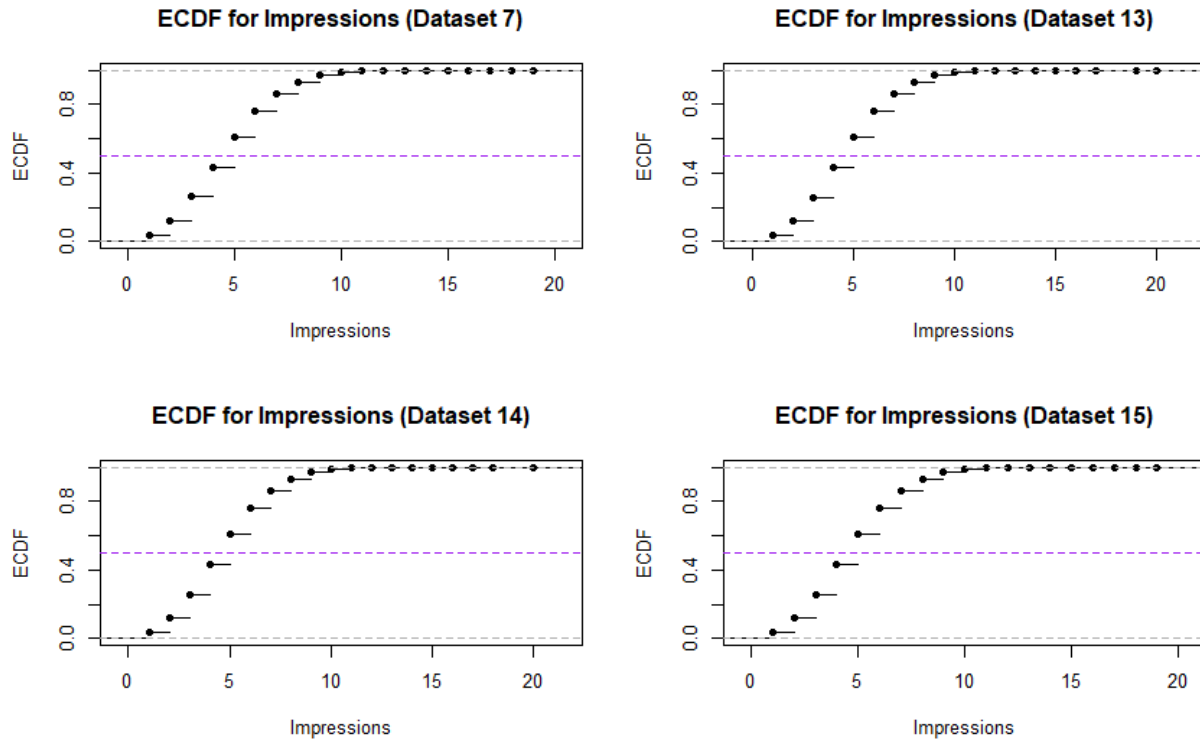 ECDF for Impressions (Dataset 7)
ECDF
0.0 0.4 0.8
0 5 10 15 20
Impressions
ECDF for Impressions (Dataset 13)
ECDF
0.0 0.4 0.8
0 5 10 15 20
Impressions
ECDF for Impressions (Dataset 14)
ECDF
0.0 0.4 0.8
0 5 10 15 20
Impressions
ECDF for Impressions (Dataset 15)
ECDF
0.0 0.4 0.8
0 5 10 15 20
Impressions